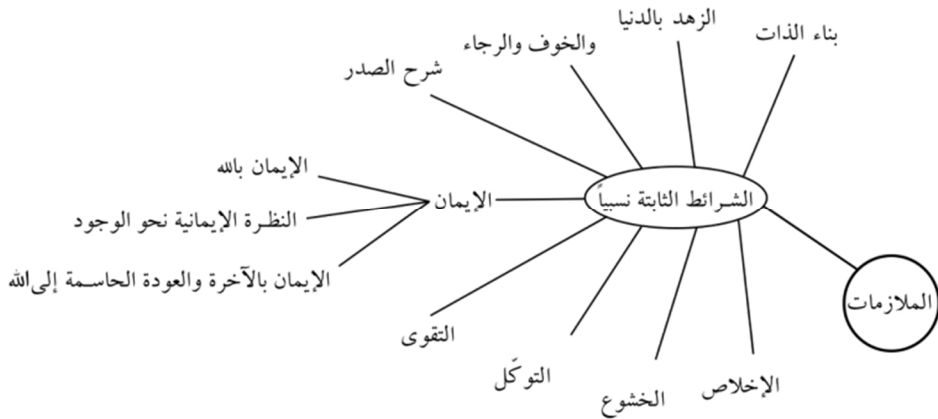 الملازمات
الشرائط الثابتة نسبياً
بناء الذات
الزهد بالدنيا
والخوف والرجاء
شرح الصدر
الإيمان
الإيمان بالله
النظرة الإيمانية نحو الوجود
الإيمان بالآخرة والعودة الحاسمة إلى الله
التقوى
التوكّل
الخشوع
الإخلاص